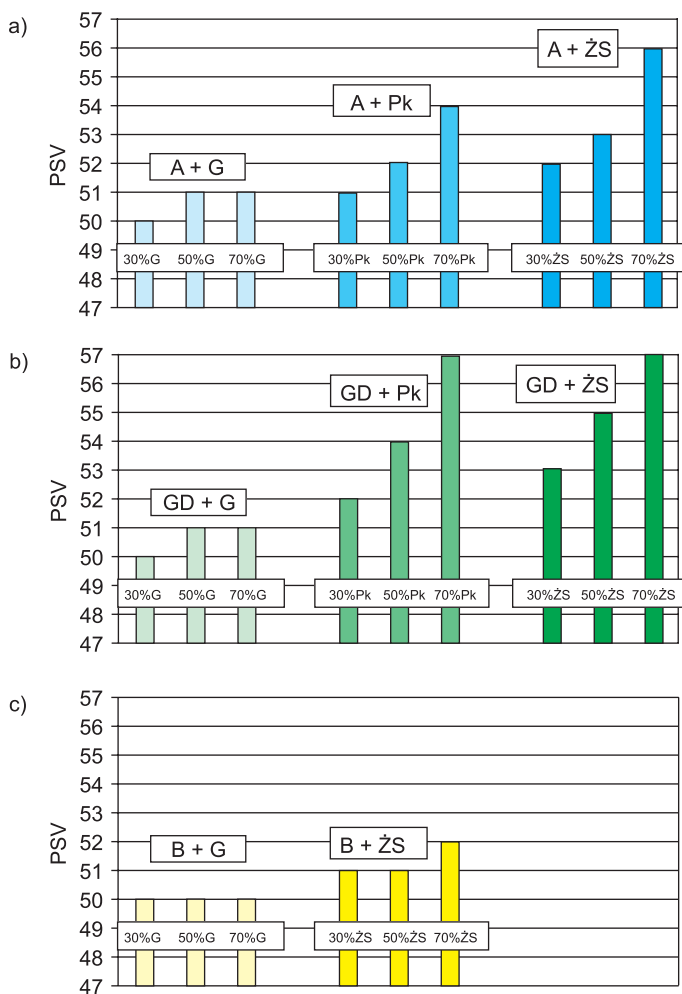 a)
PSV
57
56
55
54
53
52
51
50
49
48
47
A + G
A + Pk
A + ŻS
30%G 50%G 70%G
30%Pk 50%Pk 70%Pk
30%ŻS 50%ŻS 70%ŻS
b)
PSV
57
56
55
54
53
52
51
50
49
48
47
GD + G
GD + Pk
GD + ŻS
30%G 50%G 70%G
30%Pk 50%Pk 70%Pk
30%ŻS 50%ŻS 70%ŻS
c)
PSV
57
56
55
54
53
52
51
50
49
48
47
B + G
B + ŻS
30%G 50%G 70%G
30%ŻS 50%ŻS 70%ŻS